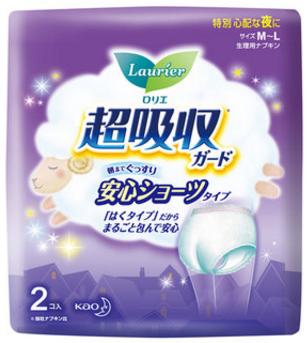 Laurier
ロリエ
特別 心配な夜に
サイズ M~L
生理用ナプキン
超吸収
ガード
朝までぐっすり
安心ショーツタイプ
「はくタイプ」だから
まるごと包んで安心
2コ入
kao